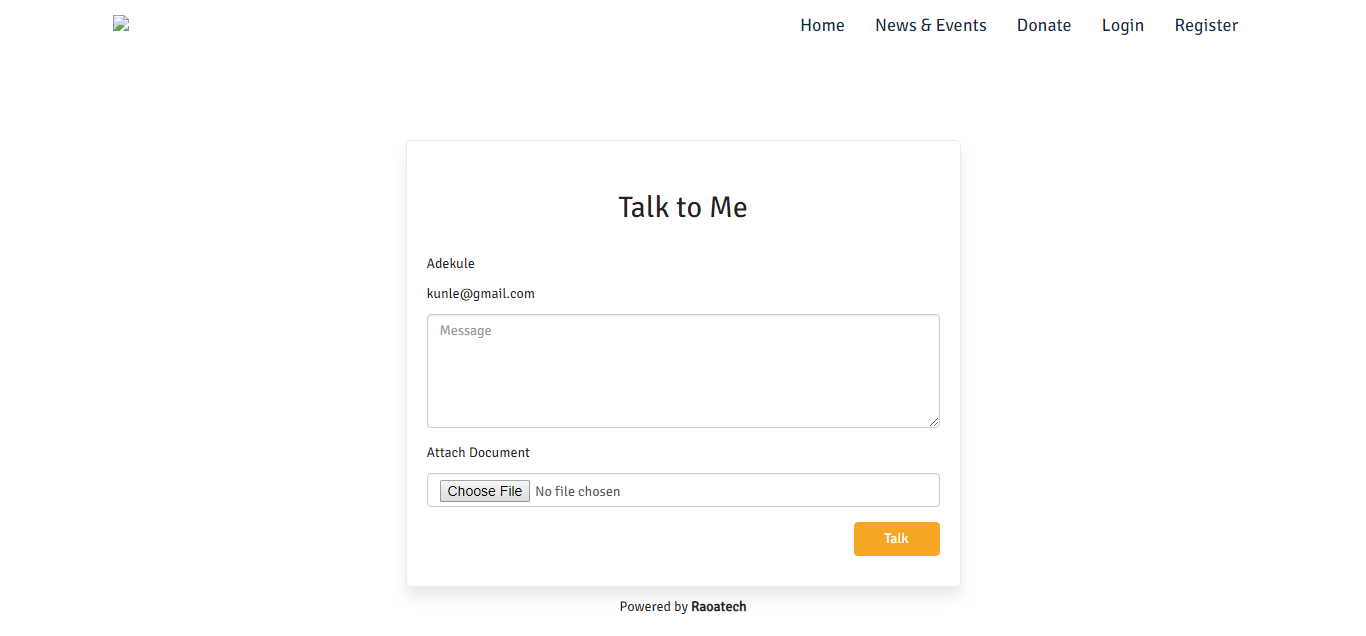 Home News & Events Donate Login Register
Talk to Me
Adekule
kunle@gmail.com
Message
Attach Document
Choose File No file chosen
Talk
Powered by Raoatech